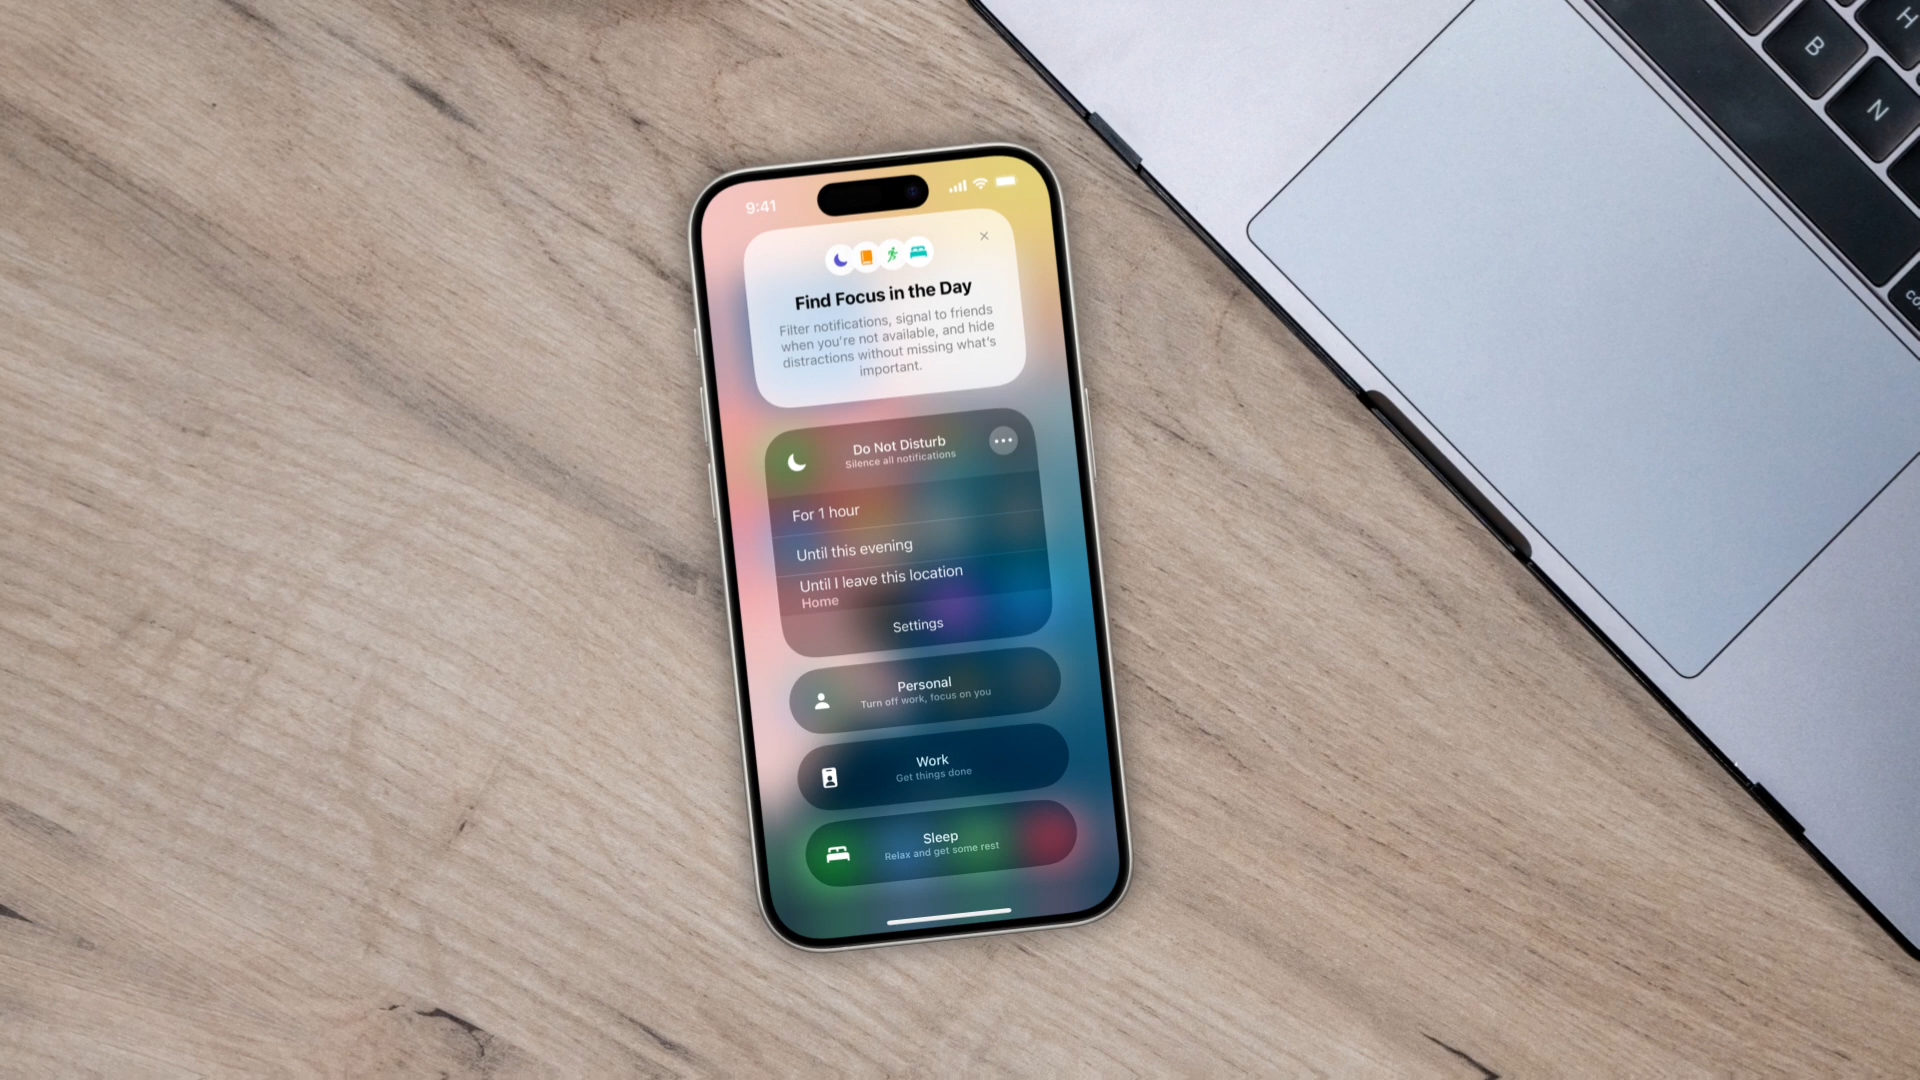 9:41
Find Focus in the Day
Filter notifications, signal to friends
when you're not available, and hide
distractions without missing what's
important.
Do Not Disturb
Silence all notifications
For 1 hour
Until this evening
Until I leave this location
Home
Settings
Personal
Turn off work, focus on you
Work
Get things done
Sleep
Relax and get some rest
H
B
N
co